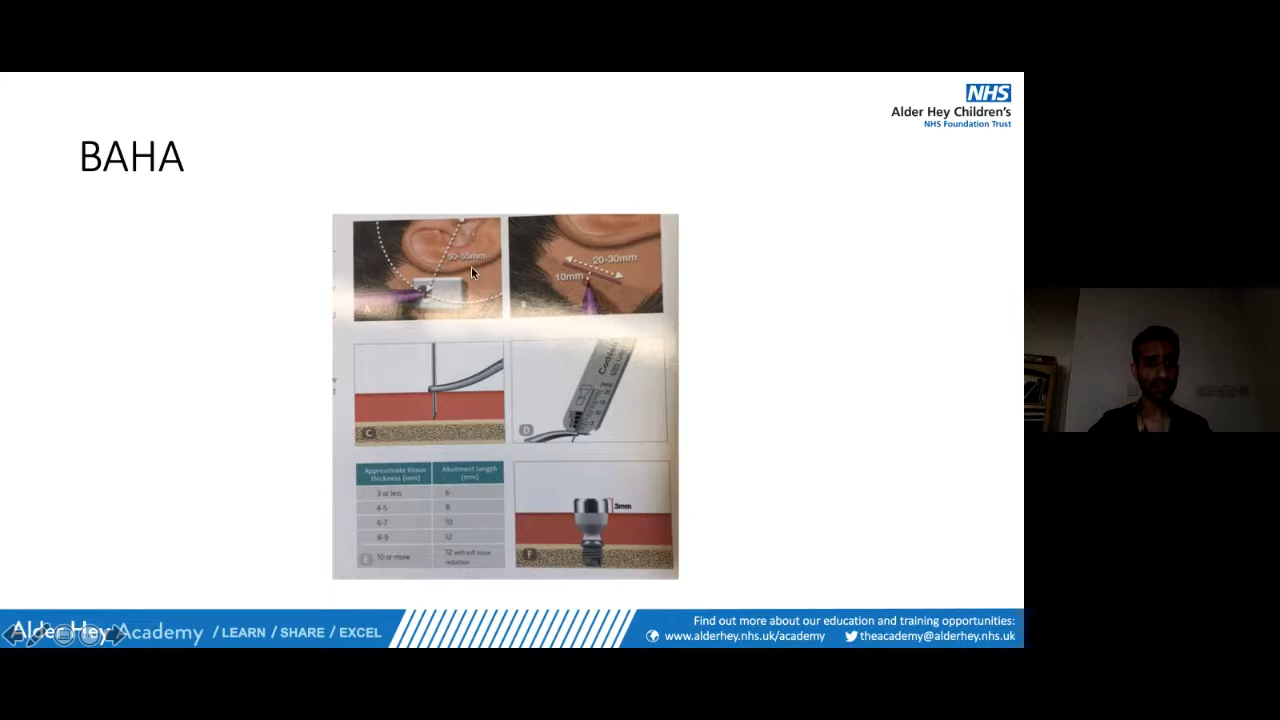 NHS
Alder Hey Children's
NHS Foundation Trust
BAHA
50-55mm
A
20-30mm
10mm
B
C
D
Approximate tissue
thickness [mm]
Abutment length
[mm]
3 or less
6
4-5
8
6-7
10
8-9
12
10 or more
12 with soft tissue
reduction
E
3mm
F
Alder Hey Academy
/ LEARN / SHARE / EXCEL
Find out more about our education and training opportunities:
www.alderhey.nhs.uk/academy
theacademy@alderhey.nhs.uk